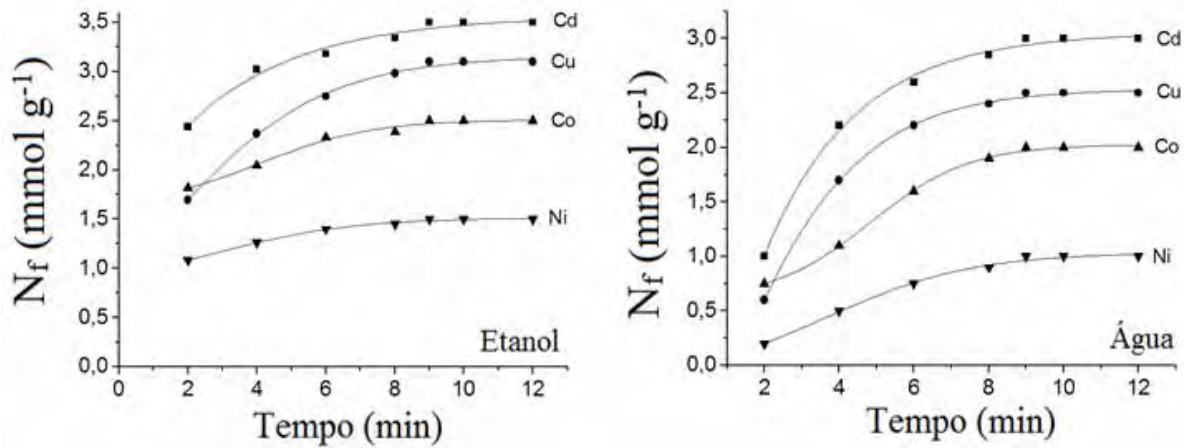 N_f (mmol g⁻¹)
3,5
3,0
2,5
2,0
1,5
1,0
0,5
0,0
Cd
Cu
Co
Ni
Etanol
0 2 4 6 8 10 12
Tempo (min)
N_f (mmol g⁻¹)
3,0
2,5
2,0
1,5
1,0
0,50
0,0
Cd
Cu
Co
Ni
Água
2 4 6 8 10 12
Tempo (min)